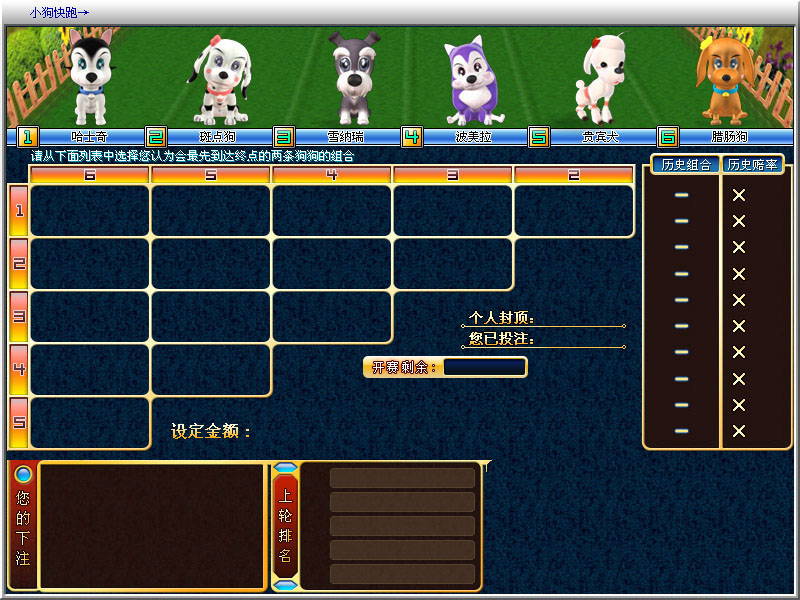 小狗快跑→
1 哈士奇 2 斑点狗 3 雪纳瑞 4 波美拉 5 贵宾犬 6 腊肠狗
请从下面列表中选择您认为会最先到达终点的两条狗狗的组合
历史组合 历史赔率
6 5 4 3 2
1
2
3
4
5
个人封顶：
您已投注：
开赛剩余：
设定金额：
您的下注
上轮排名